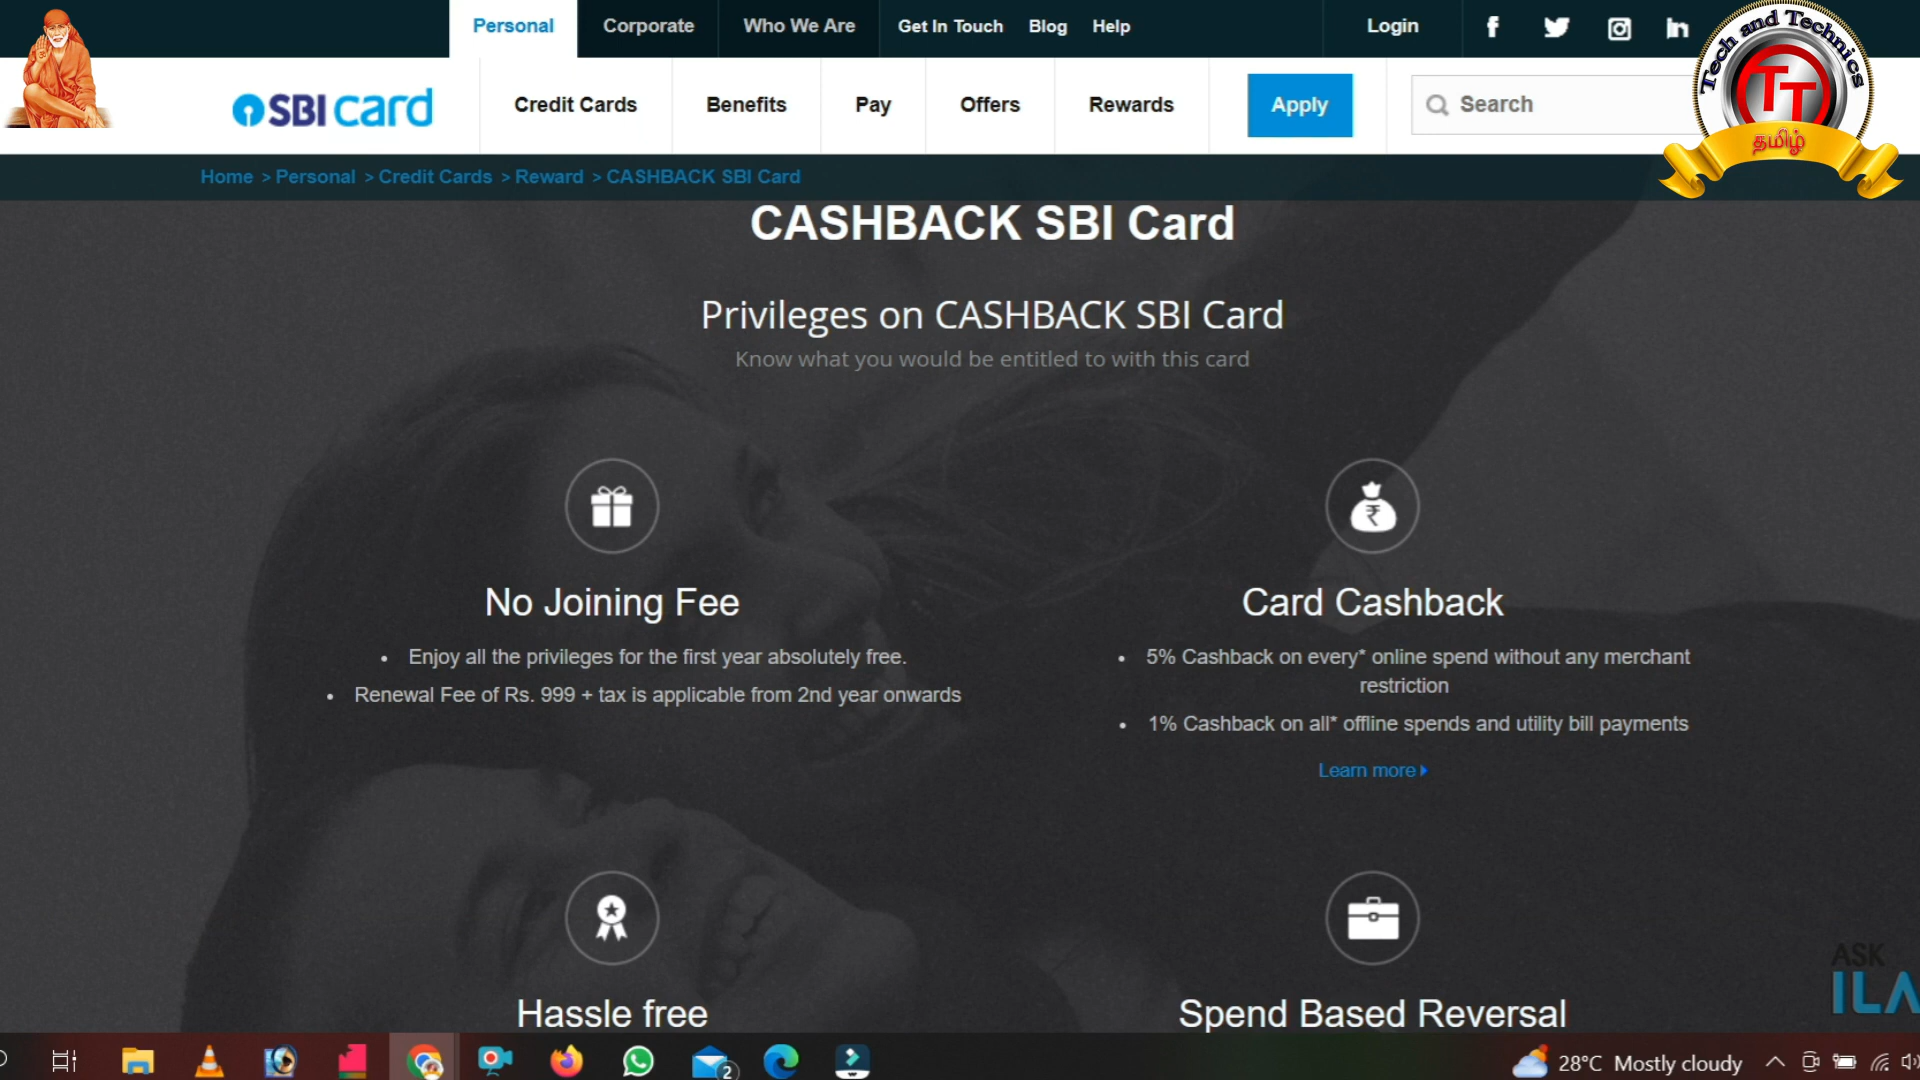 Personal Corporate Who We Are Get In Touch Blog Help Login
Tech and Technics
TT
தமிழ்
SBI card Credit Cards Benefits Pay Offers Rewards Apply Search
Home > Personal > Credit Cards > Reward > CASHBACK SBI Card
CASHBACK SBI Card
Privileges on CASHBACK SBI Card
Know what you would be entitled to with this card
No Joining Fee
• Enjoy all the privileges for the first year absolutely free.
• Renewal Fee of Rs. 999 + tax is applicable from 2nd year onwards
Card Cashback
• 5% Cashback on every* online spend without any merchant
restriction
• 1% Cashback on all* offline spends and utility bill payments
Learn more
Hassle free
Spend Based Reversal
ASK
ILA
2
28°C Mostly cloudy